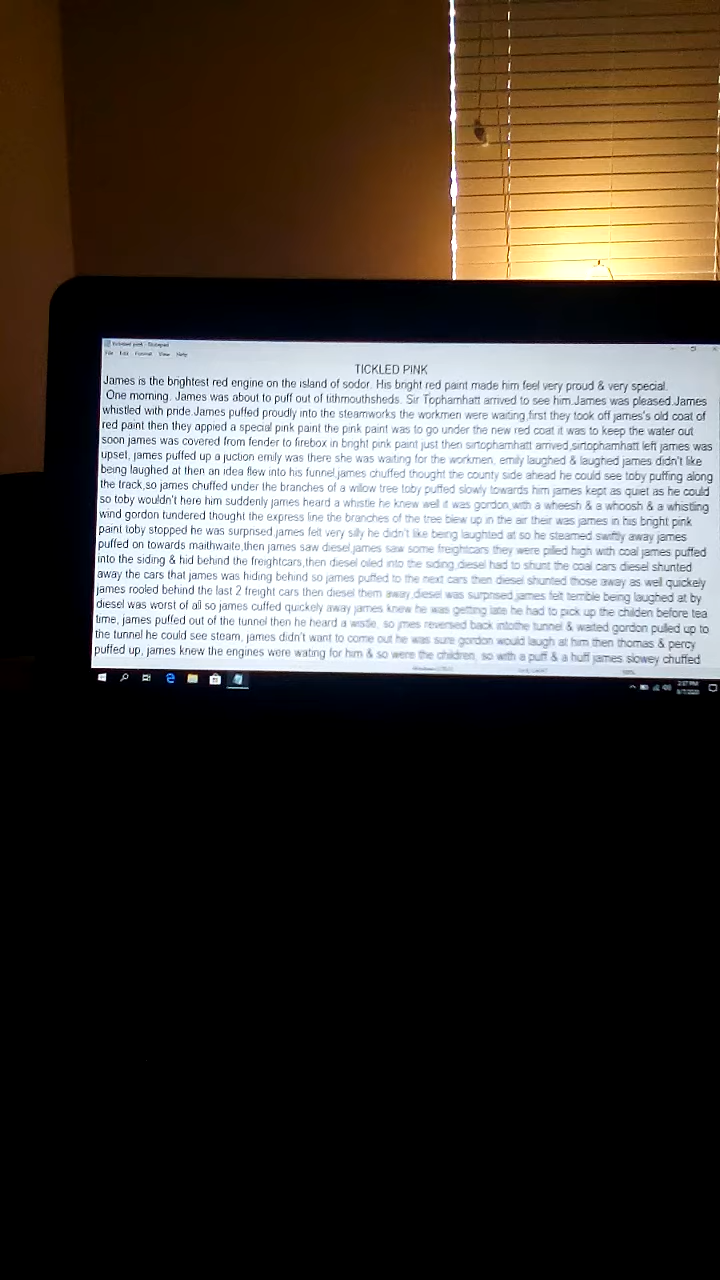 tickled pink - Notepad
File Edit Format View Help
TICKLED PINK
James is the brightest red engine on the island of sodor. His bright red paint made him feel very proud & very special.
One morning. James was about to puff out of tithmouthsheds. Sir Tophamhatt arrived to see him.James was pleased.James
whistled with pride.James puffed proudly into the steamworks the workmen were waiting,first they took off james's old coat of
red paint then they appied a special pink paint the pink paint was to go under the new red coat it was to keep the water out
soon james was covered from fender to firebox in bright pink paint just then sirtophamhatt arrived,sirtophamhatt left james was
upset, james puffed up a juction emily was there she was waiting for the workmen, emily laughed & laughed james didn't like
being laughed at then an idea flew into his funnel,james chuffed thought the county side ahead he could see toby puffing along
the track,so james chuffed under the branches of a willow tree toby puffed slowly towards him james kept as quiet as he could
so toby wouldn't here him suddenly james heard a whistle he knew well it was gordon,with a wheesh & a whoosh & a whistling
wind gordon tundered thought the express line the branches of the tree blew up in the air their was james in his bright pink
paint toby stopped he was surprised,james felt very silly he didn't like being laughted at so he steamed swiftly away james
puffed on towards maithwaite,then james saw diesel,james saw some freightcars they were pilled high with coal james puffed
into the siding & hid behind the freightcars,then diesel oiled into the siding,diesel had to shunt the coal cars diesel shunted
away the cars that james was hiding behind so james puffed to the next cars then diesel shunted those away as well quickely
james rooled behind the last 2 freight cars then diesel them away,diesel was surprised,james felt terrible being laughed at by
diesel was worst of all so james cuffed quickely away james knew he was getting late he had to pick up the childen before tea
time, james puffed out of the tunnel then he heard a wistle, so jmes reversed back intothe tunnel & waited gordon pulled up to
the tunnel he could see steam, james didn't want to come out he was sure gordon would laugh at him then thomas & percy
puffed up, james knew the engines were wating for him & so were the children, so with a puff & a huff james slowey chuffed
2:37 PM